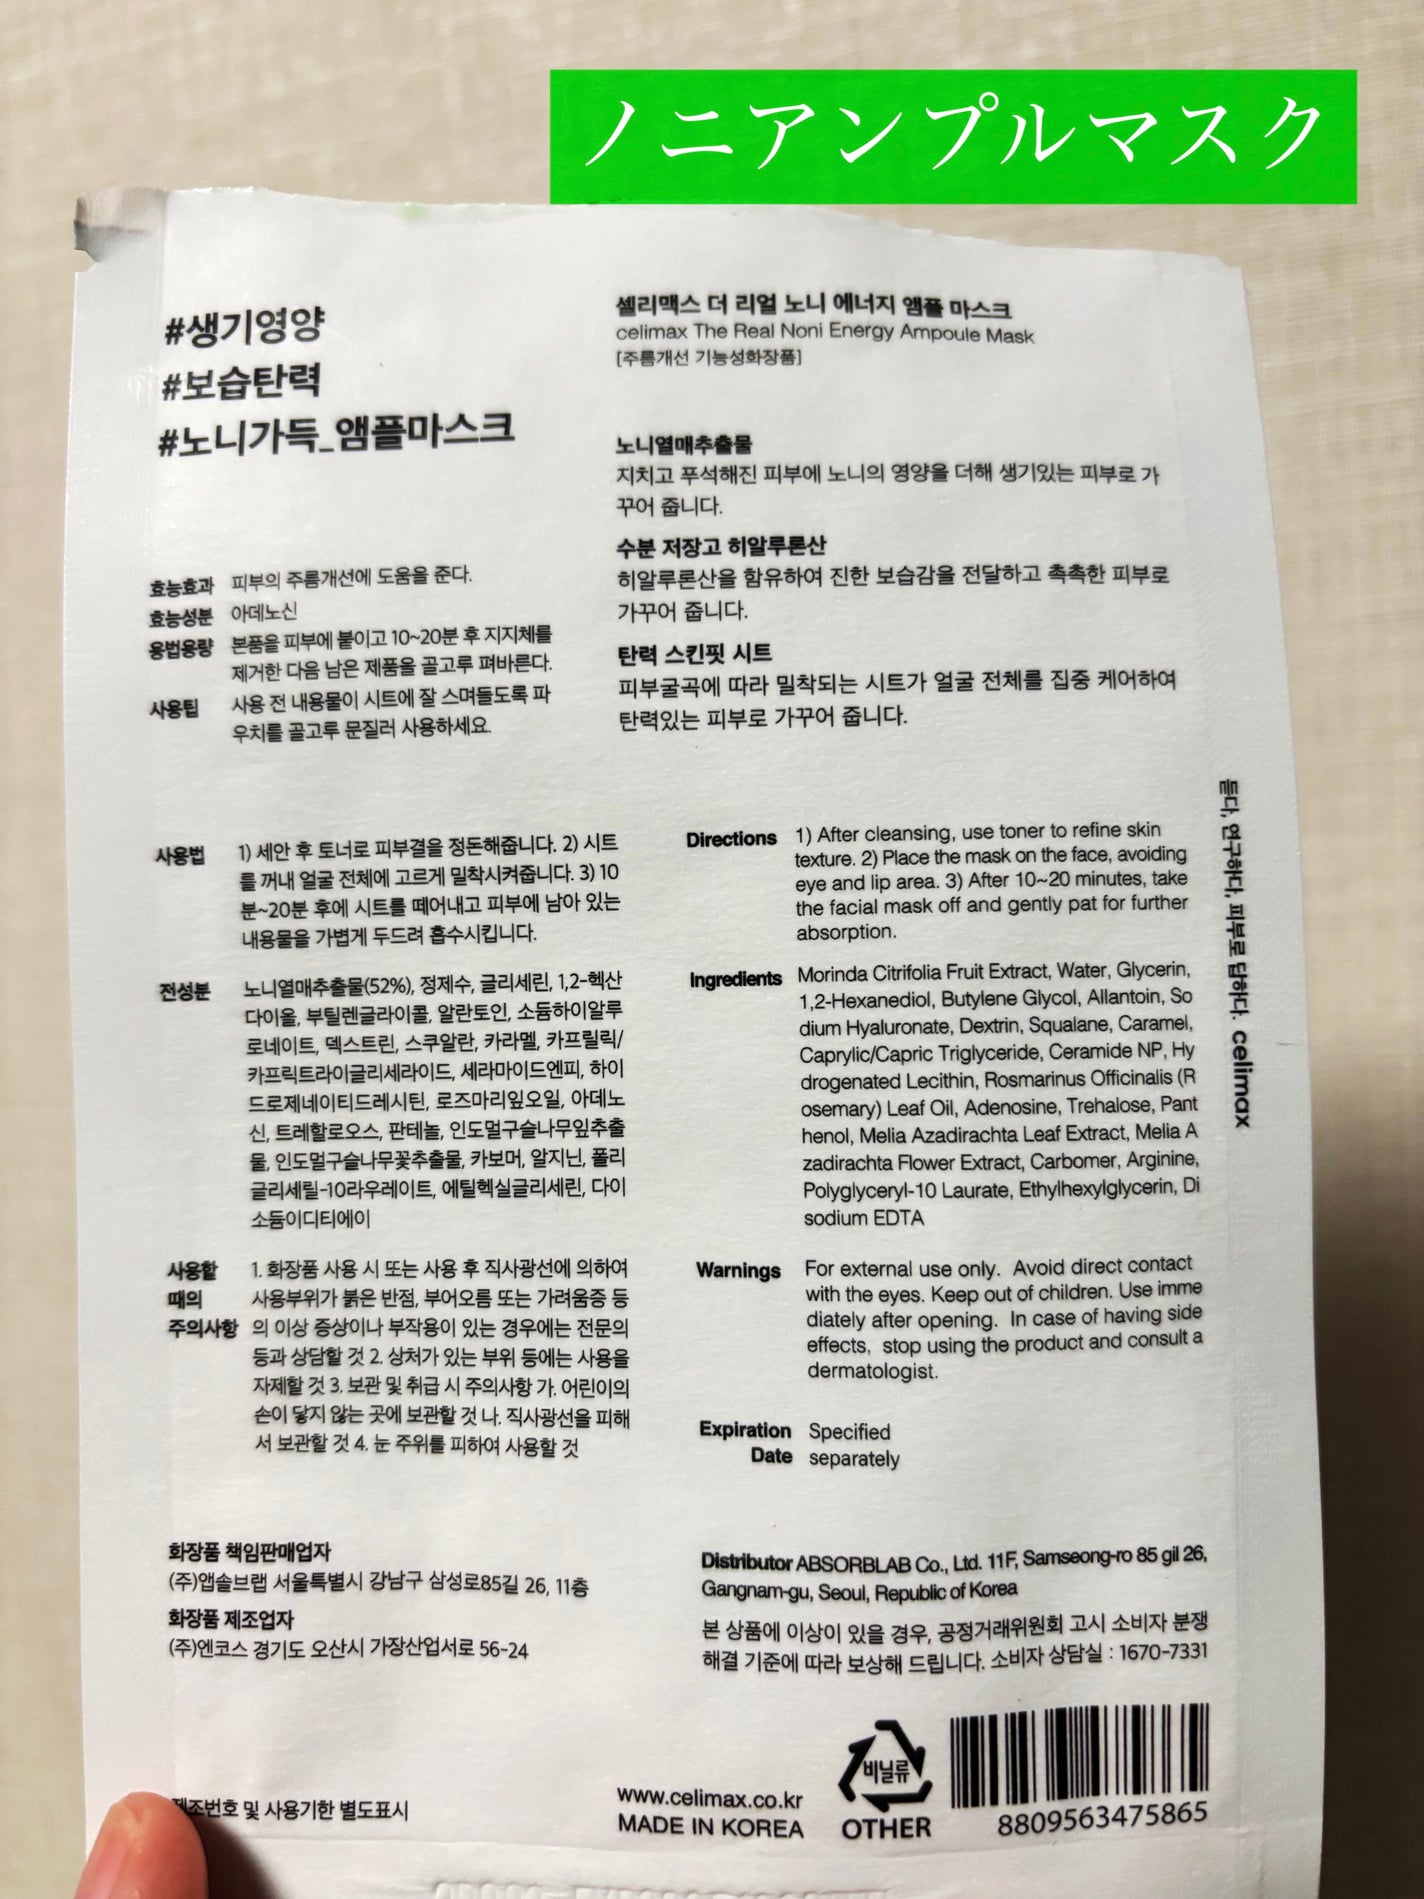 ノニアンプルマスク
#생기영양
#보습탄력
#노니가득_앰플마스크
셀리맥스 더 리얼 노니 에너지 앰플 마스크
celimax The Real Noni Energy Ampoule Mask
[주름개선 기능성화장품]
노니열매추출물
지치고 푸석해진 피부에 노니의 영양을 더해 생기있는 피부로 가
꾸어 줍니다.
수분 저장고 히알루론산
히알루론산을 함유하여 진한 보습감을 전달하고 촉촉한 피부로
가꾸어 줍니다.
탄력 스킨핏 시트
피부굴곡에 따라 밀착되는 시트가 얼굴 전체를 집중 케어하여
탄력있는 피부로 가꾸어 줍니다.
효능효과 피부의 주름개선에 도움을 준다.
효능성분 아데노신
용법용량 본품을 피부에 붙이고 10~20분 후 지지체를
제거한 다음 남은 제품을 골고루 펴바른다.
사용팁 사용 전 내용물이 시트에 잘 스며들도록 파
우치를 골고루 문질러 사용하세요.
사용법 1) 세안 후 토너로 피부결을 정돈해줍니다. 2) 시트
를 꺼내 얼굴 전체에 고르게 밀착시켜줍니다. 3) 10
분~20분 후에 시트를 떼어내고 피부에 남아 있는
내용물을 가볍게 두드려 흡수시킵니다.
전성분 노니열매추출물(52%), 정제수, 글리세린, 1,2-헥산
다이올, 부틸렌글라이콜, 알란토인, 소듐하이알루
로네이트, 덱스트린, 스쿠알란, 카라멜, 카프릴릭/
카프릭트라이글리세라이드, 세라마이드엔피, 하이
드로제네이티드레시틴, 로즈마리잎오일, 아데노
신, 트레할로오스, 판테놀, 인도멀구슬나무잎추출
물, 인도멀구슬나무꽃추출물, 카보머, 알지닌, 폴리
글리세릴-10라우레이트, 에틸헥실글리세린, 다이
소듐이디티에이
사용할
때의
주의사항
1. 화장품 사용 시 또는 사용 후 직사광선에 의하여
사용부위가 붉은 반점, 부어오름 또는 가려움증 등
의 이상 증상이나 부작용이 있는 경우에는 전문의
등과 상담할 것 2. 상처가 있는 부위 등에는 사용을
자제할 것 3. 보관 및 취급 시 주의사항 가. 어린이의
손이 닿지 않는 곳에 보관할 것 나. 직사광선을 피해
서 보관할 것 4. 눈 주위를 피하여 사용할 것
Directions 1) After cleansing, use toner to refine skin
texture. 2) Place the mask on the face, avoiding
eye and lip area. 3) After 10~20 minutes, take
the facial mask off and gently pat for further
absorption.
Ingredients Morinda Citrifolia Fruit Extract, Water, Glycerin,
1,2-Hexanediol, Butylene Glycol, Allantoin, So
dium Hyaluronate, Dextrin, Squalane, Caramel,
Caprylic/Capric Triglyceride, Ceramide NP, Hy
drogenated Lecithin, Rosmarinus Officinalis (R
osemary) Leaf Oil, Adenosine, Trehalose, Pant
henol, Melia Azadirachta Leaf Extract, Melia A
zadirachta Flower Extract, Carbomer, Arginine,
Polyglyceryl-10 Laurate, Ethylhexylglycerin, Di
sodium EDTA
Warnings For external use only. Avoid direct contact
with the eyes. Keep out of children. Use imme
diately after opening. In case of having side
effects, stop using the product and consult a
dermatologist.
Expiration Specified
Date separately
듣다, 연구하다, 피부로 답하다. celimax
화장품 책임판매업자
(주)앱솔브랩 서울특별시 강남구 삼성로85길 26, 11층
화장품 제조업자
(주)엔코스 경기도 오산시 가장산업서로 56-24
Distributor ABSORBLAB Co., Ltd. 11F, Samseong-ro 85 gil 26,
Gangnam-gu, Seoul, Republic of Korea
본 상품에 이상이 있을 경우, 공정거래위원회 고시 소비자 분쟁
해결 기준에 따라 보상해 드립니다. 소비자 상담실 : 1670-7331
제조번호 및 사용기한 별도표시
www.celimax.co.kr
MADE IN KOREA
비닐류
OTHER
8809563475865